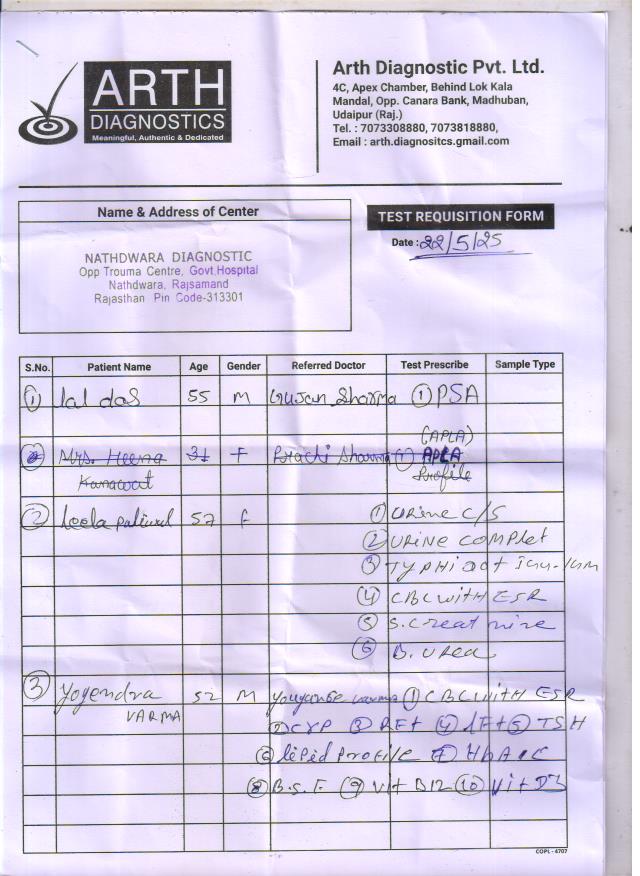 ARTH
DIAGNOSTICS
Meaningful, Authentic & Dedicated
Arth Diagnostic Pvt. Ltd.
4C, Apex Chamber, Behind Lok Kala
Mandal, Opp. Canara Bank, Madhuban,
Udaipur (Raj.)
Tel. : 7073308880, 7073818880,
Email : arth.diagnositcs.gmail.com
Name & Address of Center
NATHDWARA DIAGNOSTIC
Opp Trouma Centre, Govt.Hospital
Nathdwara, Rajsamand
Rajasthan Pin Code-313301
TEST REQUISITION FORM
Date : 22/5/25
S.No. Patient Name Age Gender Referred Doctor Test Prescribe Sample Type
① lal das 55 M Gujan Sharma ① PSA
(APLA)
② Mrs. Heena 31 F Prachi Sharma ① APLA
Kanawat Profile
② Leela paliwal 57 F ① Urine C/S
② URINE COMPLET
③ TYPHI DOT IGG-IGM
④ CBC WITH ESR
⑤ S. Creat nine
⑥ B. Urea
③ Yogendra 52 M varma ① CBC WITH ESR
VARMA
② CRP ③ RFt ④ LFt ⑤ TSH
⑥ lipid profile ⑦ HbA1C
⑧ B.S.F. ⑨ Vit B12 ⑩ Vit D3
COPL - 4707